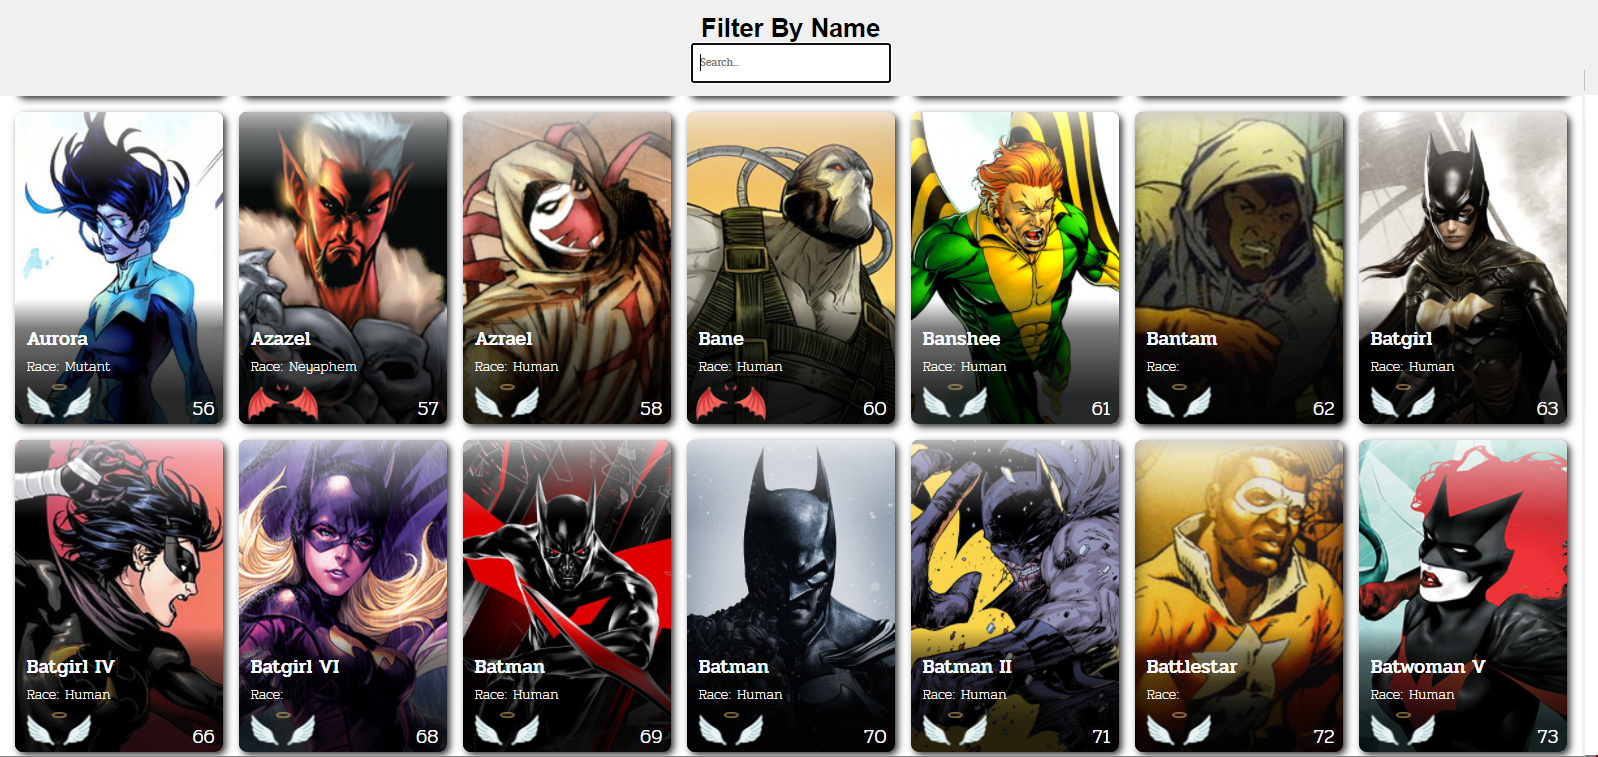 Filter By Name
Search...
Aurora
Race: Mutant
56
Azazel
Race: Neyaphem
57
Azrael
Race: Human
58
Bane
Race: Human
60
Banshee
Race: Human
61
Bantam
Race:
62
Batgirl
Race: Human
63
Batgirl IV
Race: Human
66
Batgirl VI
Race:
68
Batman
Race: Human
69
Batman
Race: Human
70
Batman II
Race: Human
71
Battlestar
Race:
72
Batwoman V
Race: Human
73